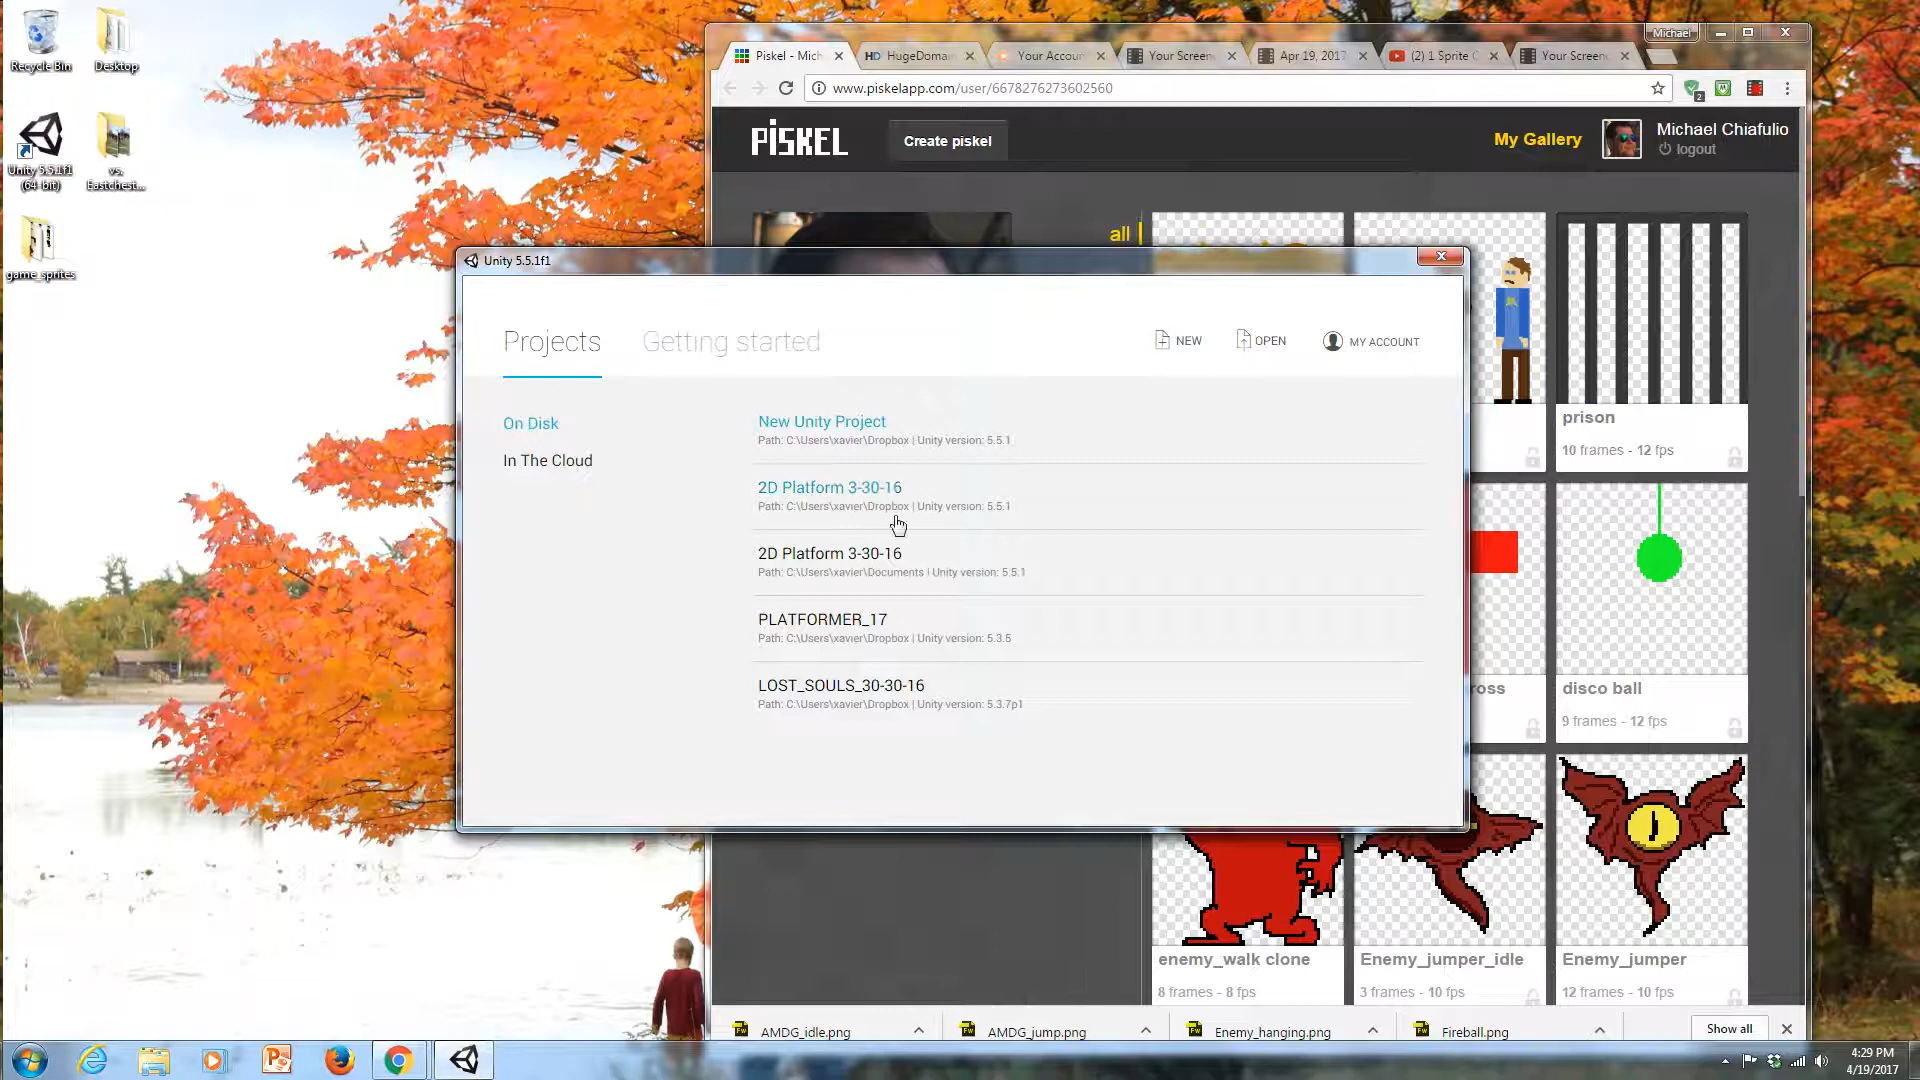 Recycle Bin
Desktop
Unity 5.5.1f1
(64-bit)
vs.
Eastchest...
game_sprites
Michael
Piskel - Mich
HugeDomain
Your Accoun
Your Screen
Apr 19, 2017
(2) 1 Sprite
Your Screen
www.piskelapp.com/user/6678276273602560
PISKEL
Create piskel
My Gallery
Michael Chiafulio
logout
all
prison
10 frames - 12 fps
ross
disco ball
9 frames - 12 fps
enemy_walk clone
8 frames - 8 fps
Enemy_jumper_idle
3 frames - 10 fps
Enemy_jumper
12 frames - 10 fps
Unity 5.5.1f1
Projects
Getting started
NEW
OPEN
MY ACCOUNT
On Disk
In The Cloud
New Unity Project
Path: C:\Users\xavier\Dropbox | Unity version: 5.5.1
2D Platform 3-30-16
Path: C:\Users\xavier\Dropbox | Unity version: 5.5.1
2D Platform 3-30-16
Path: C:\Users\xavier\Documents | Unity version: 5.5.1
PLATFORMER_17
Path: C:\Users\xavier\Dropbox | Unity version: 5.3.5
LOST_SOULS_30-30-16
Path: C:\Users\xavier\Dropbox | Unity version: 5.3.7p1
AMDG_idle.png
AMDG_jump.png
Enemy_hanging.png
Fireball.png
Show all
4:29 PM
4/19/2017